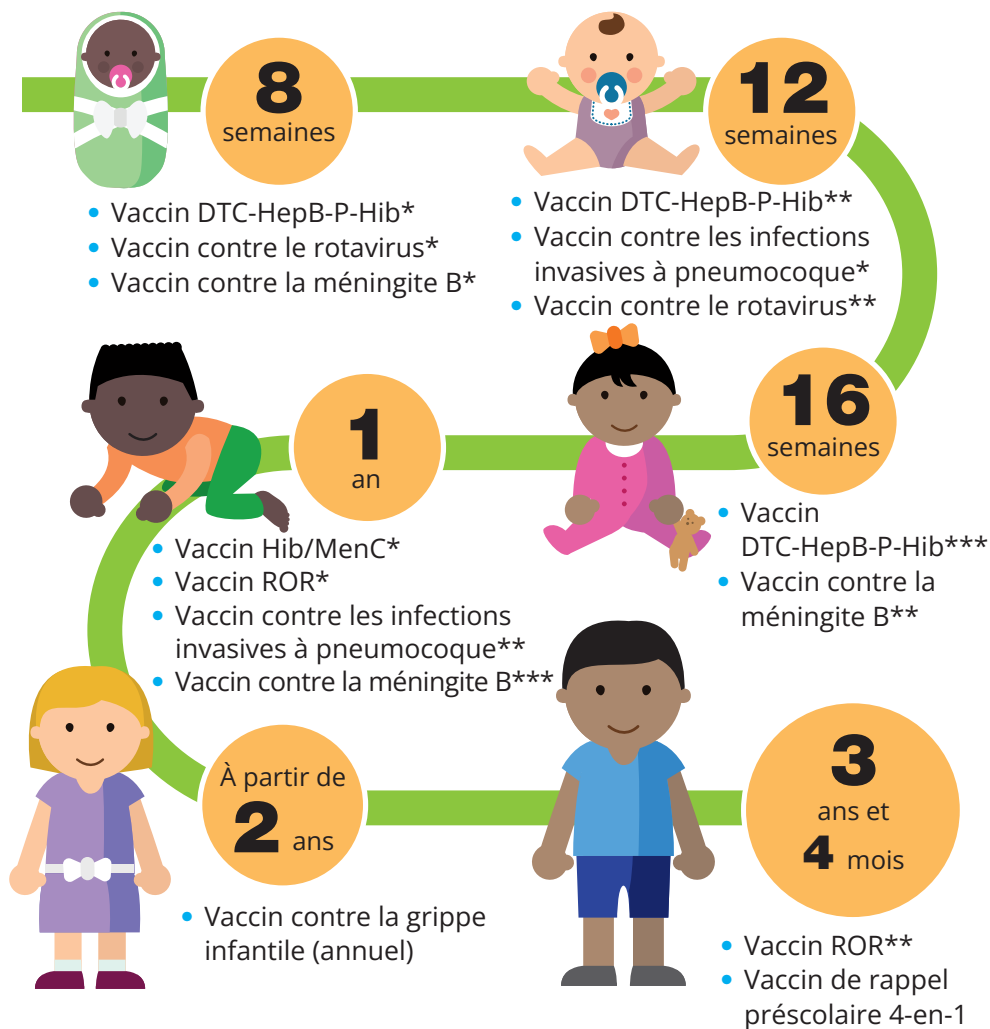 8
semaines
• Vaccin DTC-HepB-P-Hib*
• Vaccin contre le rotavirus*
• Vaccin contre la méningite B*
12
semaines
• Vaccin DTC-HepB-P-Hib**
• Vaccin contre les infections
invasives à pneumocoque*
• Vaccin contre le rotavirus**
16
semaines
• Vaccin
DTC-HepB-P-Hib***
• Vaccin contre la
méningite B**
1
an
• Vaccin Hib/MenC*
• Vaccin ROR*
• Vaccin contre les infections
invasives à pneumocoque**
• Vaccin contre la méningite B***
À partir de
2 ans
• Vaccin contre la grippe
infantile (annuel)
3
ans et
4 mois
• Vaccin ROR**
• Vaccin de rappel
préscolaire 4-en-1